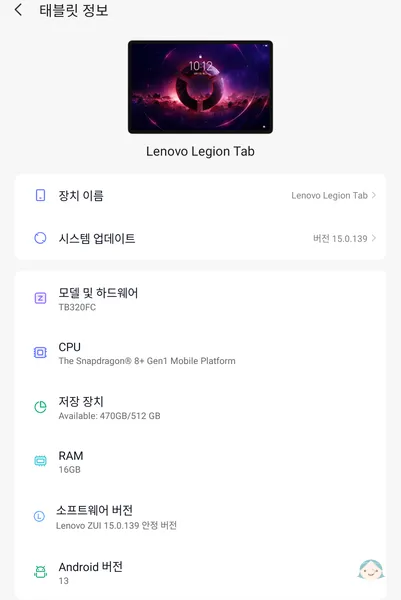 태블릿 정보
10:12
Lenovo Legion Tab
장치 이름
Lenovo Legion Tab
시스템 업데이트
버전 15.0.139
모델 및 하드웨어
TB320FC
CPU
The Snapdragon® 8+ Gen1 Mobile Platform
저장 장치
Available: 470GB/512 GB
RAM
16GB
소프트웨어 버전
Lenovo ZUI 15.0.139 안정 버전
Android 버전
13